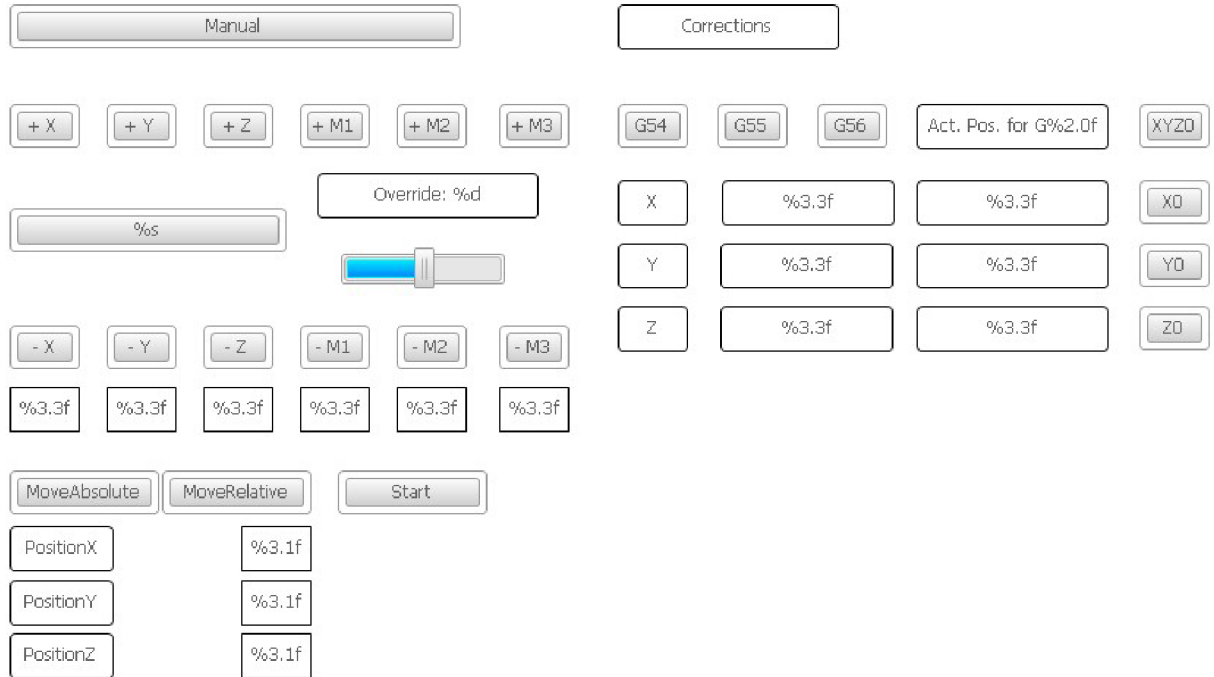 Manual
Corrections
+ X + Y + Z + M1 + M2 + M3
G54 G55 G56 Act. Pos. for G%2.0f XYZ0
Override: %d
%s
X %3.3f %3.3f X0
Y %3.3f %3.3f Y0
Z %3.3f %3.3f Z0
- X - Y - Z - M1 - M2 - M3
%3.3f %3.3f %3.3f %3.3f %3.3f %3.3f
MoveAbsolute MoveRelative Start
PositionX %3.1f
PositionY %3.1f
PositionZ %3.1f